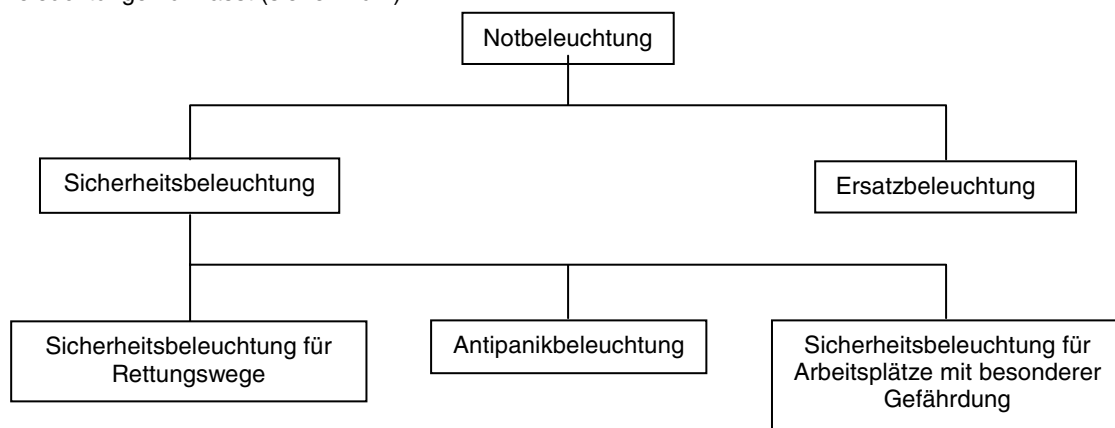 Notbeleuchtung
Sicherheitsbeleuchtung
Ersatzbeleuchtung
Sicherheitsbeleuchtung für
Rettungswege
Antipanikbeleuchtung
Sicherheitsbeleuchtung für
Arbeitsplätze mit besonderer
Gefährdung